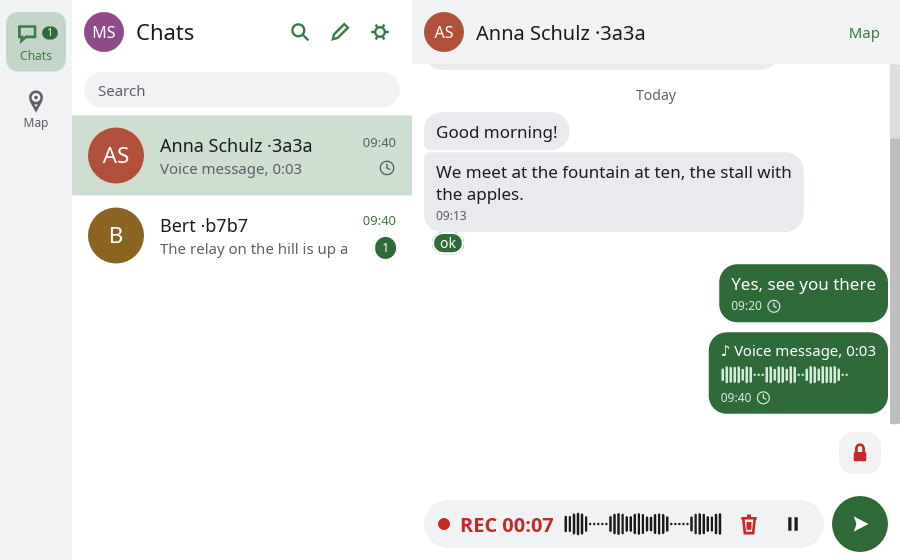 1
Chats
Map
MS
Chats
Search
AS
Anna Schulz ·3a3a
09:40
Voice message, 0:03
B
Bert ·b7b7
09:40
The relay on the hill is up a
1
AS
Anna Schulz ·3a3a
Map
Today
Good morning!
We meet at the fountain at ten, the stall with
the apples.
09:13
ok
Yes, see you there
09:20
♪ Voice message, 0:03
09:40
REC 00:07